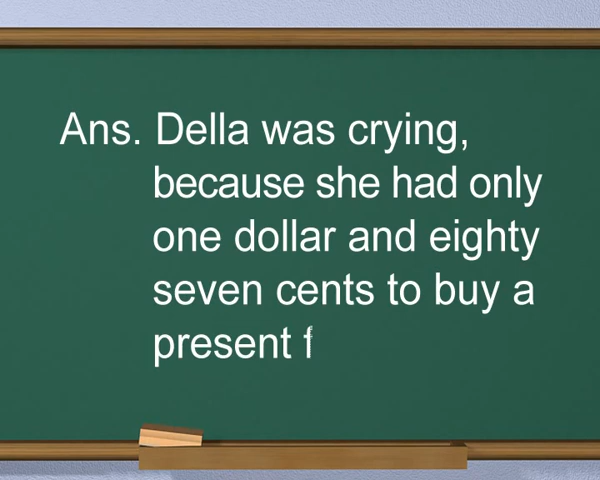 Ans. Della was crying,
because she had only
one dollar and eighty
seven cents to buy a
present f